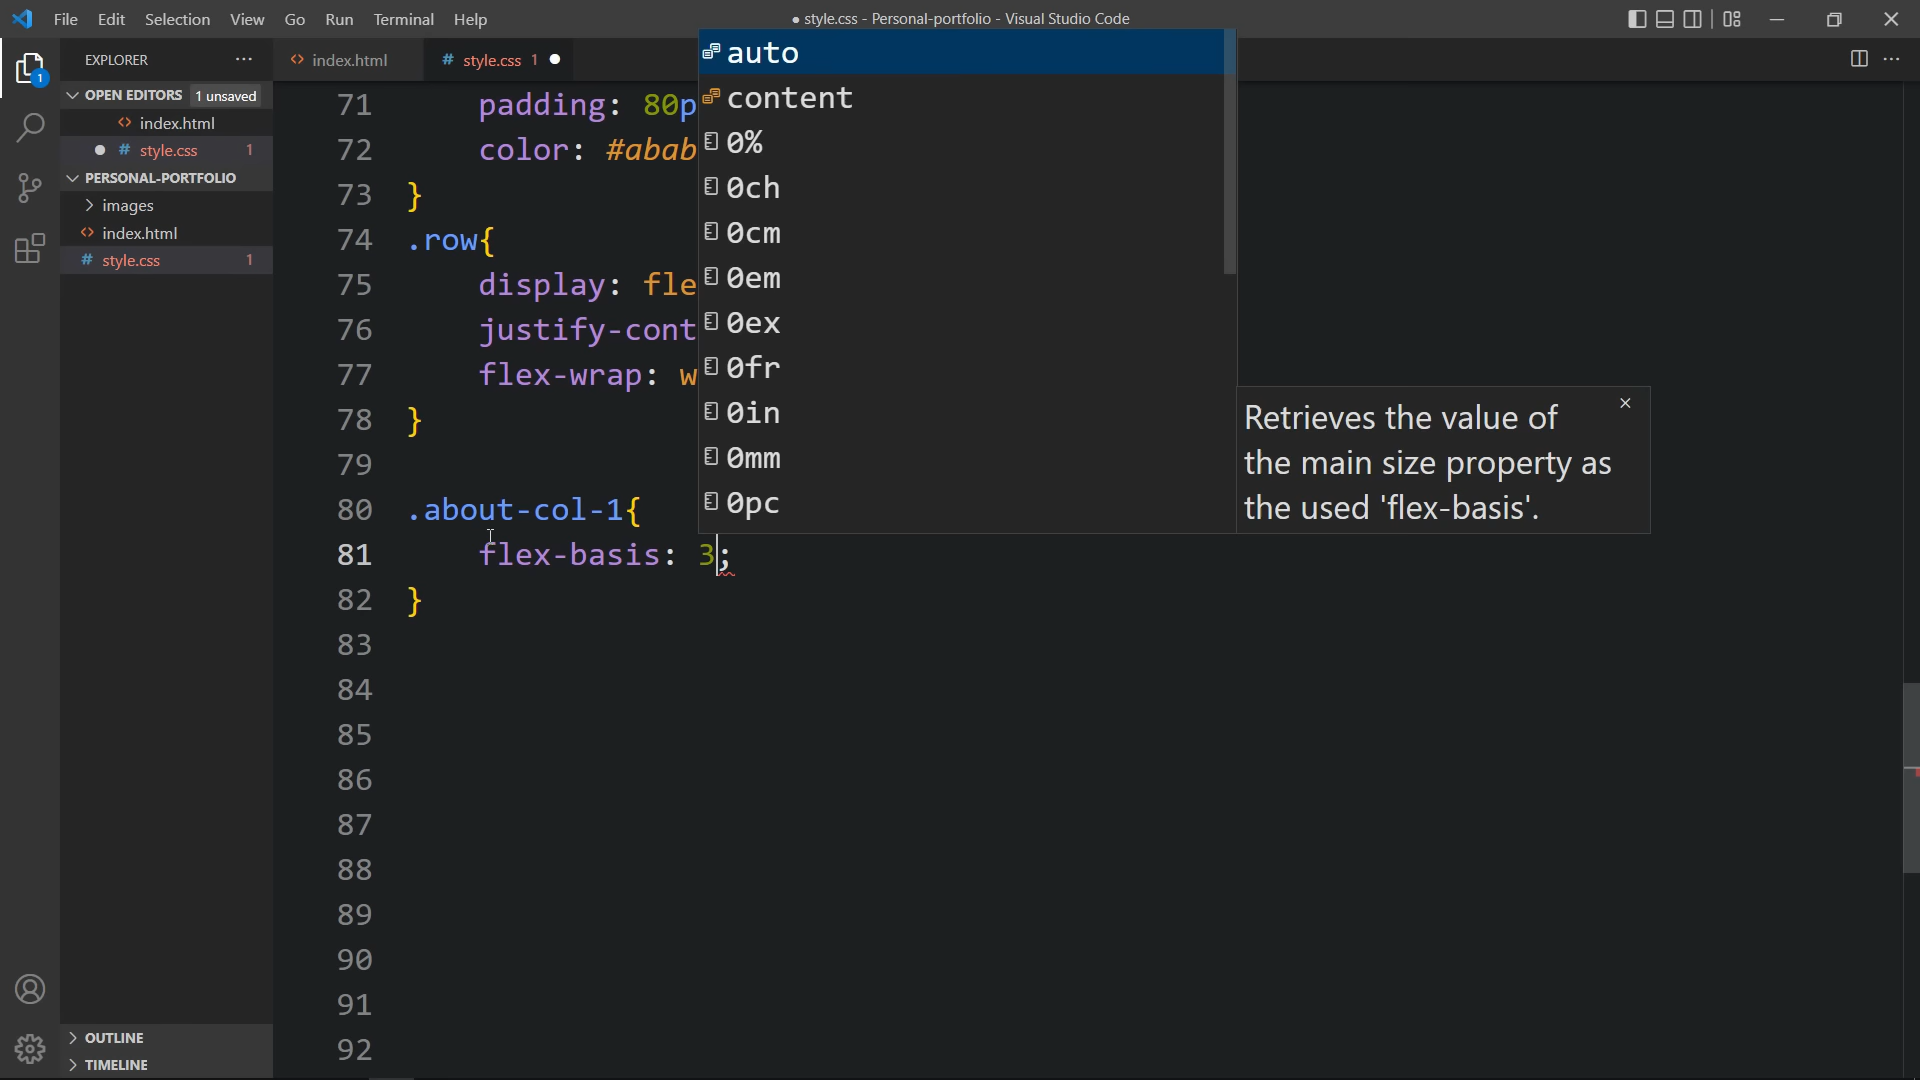 File Edit Selection View Go Run Terminal Help
● style.css - Personal-portfolio - Visual Studio Code
EXPLORER ···
OPEN EDITORS 1 unsaved
index.html
● # style.css 1
PERSONAL-PORTFOLIO
images
index.html
# style.css 1
OUTLINE
TIMELINE
1
index.html
# style.css 1 ●
71 padding: 80p
72 color: #abab
73 }
74 .row{
75 display: fle
76 justify-cont
77 flex-wrap: w
78 }
79
80 .about-col-1{
81 flex-basis: 3;
82 }
83
84
85
86
87
88
89
90
91
92
auto
content
0%
0ch
0cm
0em
0ex
0fr
0in
0mm
0pc
Retrieves the value of
the main size property as
the used 'flex-basis'.